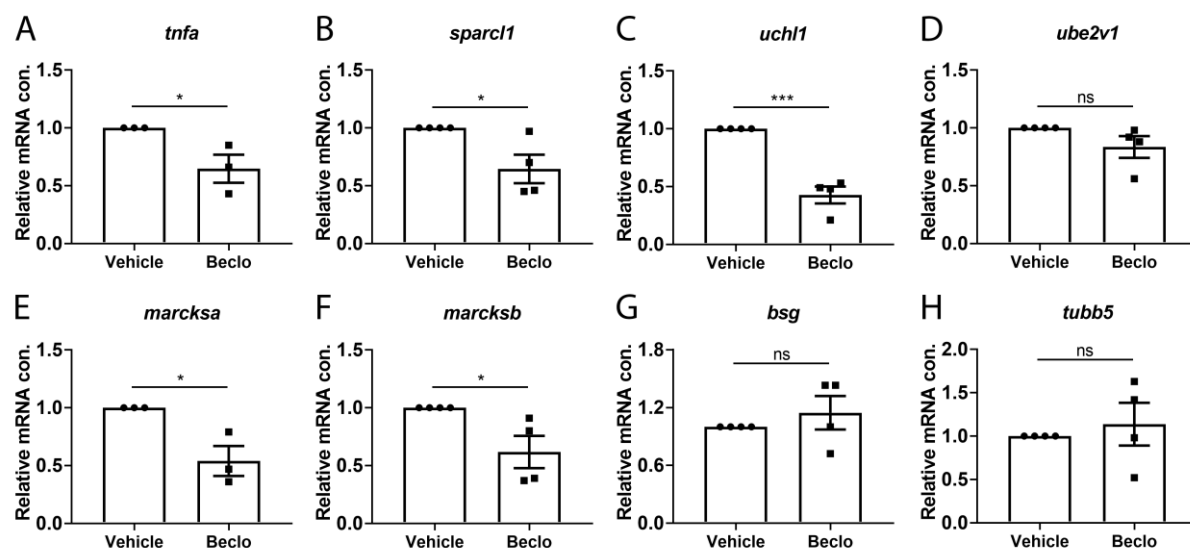 A
tnfa
Relative mRNA con.
1.5
1.0
0.5
0.0
*
Vehicle Beclo
B
sparcl1
Relative mRNA con.
1.5
1.0
0.5
0.0
*
Vehicle Beclo
C
uchl1
Relative mRNA con.
1.5
1.0
0.5
0.0
***
Vehicle Beclo
D
ube2v1
Relative mRNA con.
1.5
1.0
0.5
0.0
ns
Vehicle Beclo
E
marcksa
Relative mRNA con.
1.5
1.0
0.5
0.0
*
Vehicle Beclo
F
marcksb
Relative mRNA con.
1.5
1.0
0.5
0.0
*
Vehicle Beclo
G
bsg
Relative mRNA con.
1.8
1.2
0.6
0.0
ns
Vehicle Beclo
H
tubb5
Relative mRNA con.
2.0
1.5
1.0
0.5
0.0
ns
Vehicle Beclo